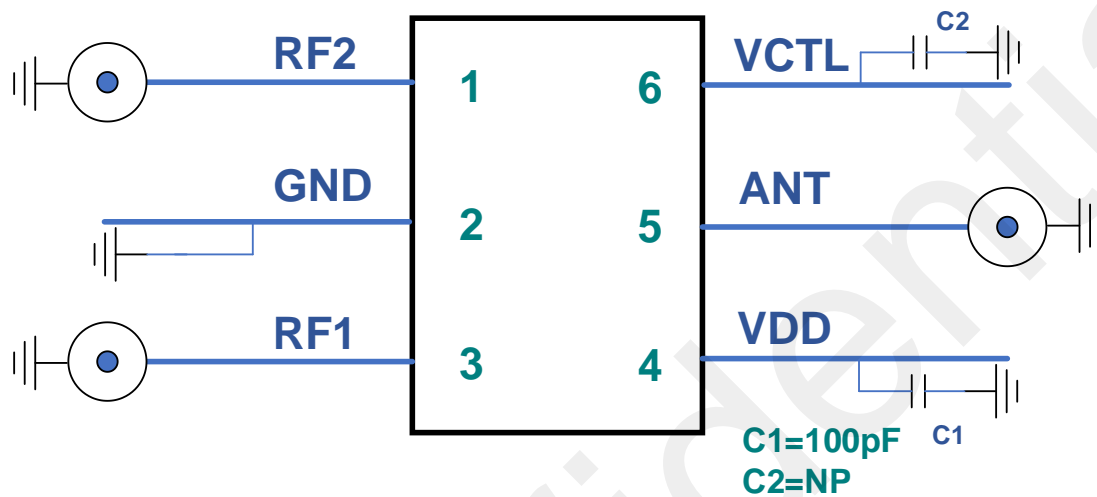 C2
RF2
VCTL
1
6
GND
ANT
2
5
RF1
VDD
3
4
C1
C1=100pF
C2=NP